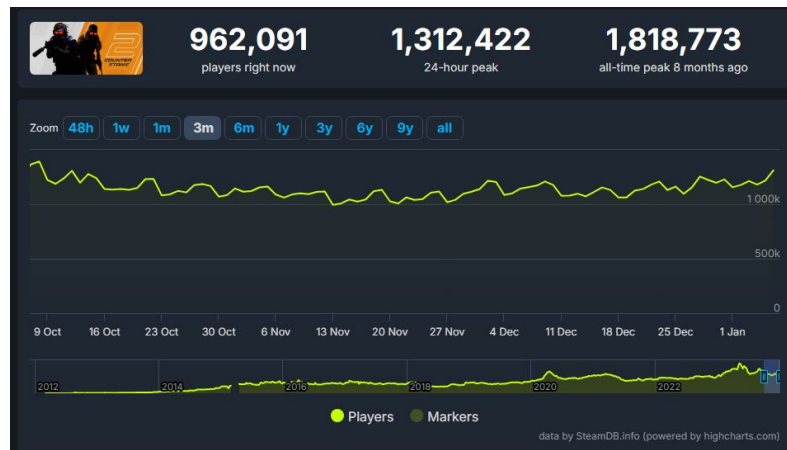 2
COUNTER
STRIKE
962,091
players right now
1,312,422
24-hour peak
1,818,773
all-time peak 8 months ago
Zoom 48h 1w 1m 3m 6m 1y 3y 6y 9y all
1 000k
500k
0
9 Oct 16 Oct 23 Oct 30 Oct 6 Nov 13 Nov 20 Nov 27 Nov 4 Dec 11 Dec 18 Dec 25 Dec 1 Jan
2012 2014 2016 2018 2020 2022
Players Markers
data by SteamDB.info (powered by highcharts.com)